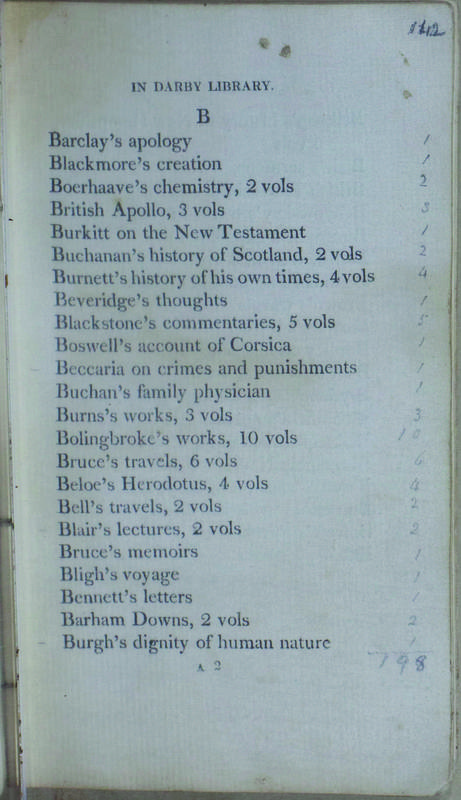 142
IN DARBY LIBRARY.
B
Barclay's apology 1
Blackmore's creation 1
Boerhaave's chemistry, 2 vols 2
British Apollo, 3 vols 3
Burkitt on the New Testament 1
Buchanan's history of Scotland, 2 vols 2
Burnett's history of his own times, 4 vols 4
Beveridge's thoughts 1
Blackstone's commentaries, 5 vols 5
Boswell's account of Corsica 1
Beccaria on crimes and punishments 1
Buchan's family physician 1
Burns's works, 3 vols 3
Bolingbroke's works, 10 vols 10
Bruce's travels, 6 vols 6
Beloe's Herodotus, 4 vols 4
Bell's travels, 2 vols 2
Blair's lectures, 2 vols 2
Bruce's memoirs 1
Bligh's voyage 1
Bennett's letters 1
Barham Downs, 2 vols 2
Burgh's dignity of human nature 1
A 2 198